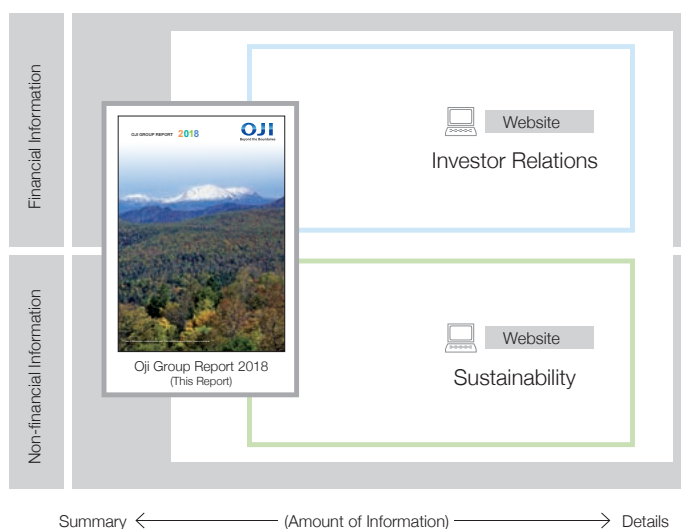 Financial Information
Non-financial Information
OJI GROUP REPORT 2018
OJI
Beyond the Boundaries
Oji Group Report 2018
(This Report)
Website
Investor Relations
Website
Sustainability
Summary (Amount of Information) Details